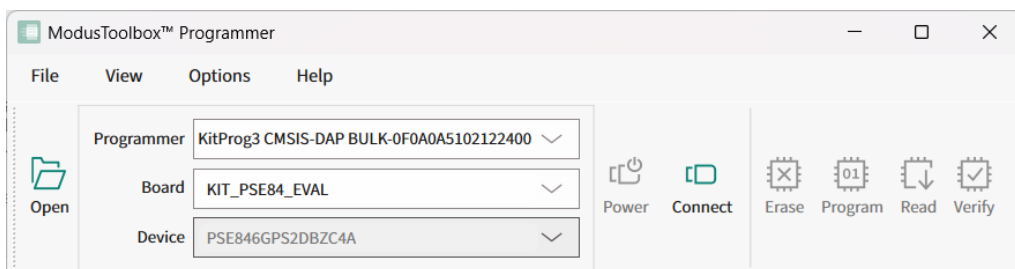 ModusToolbox™ Programmer
File View Options Help
Programmer KitProg3 CMSIS-DAP BULK-0F0A0A5102122400
Board KIT_PSE84_EVAL
Device PSE846GPS2DBZC4A
Open Power Connect Erase 01 Program Read Verify